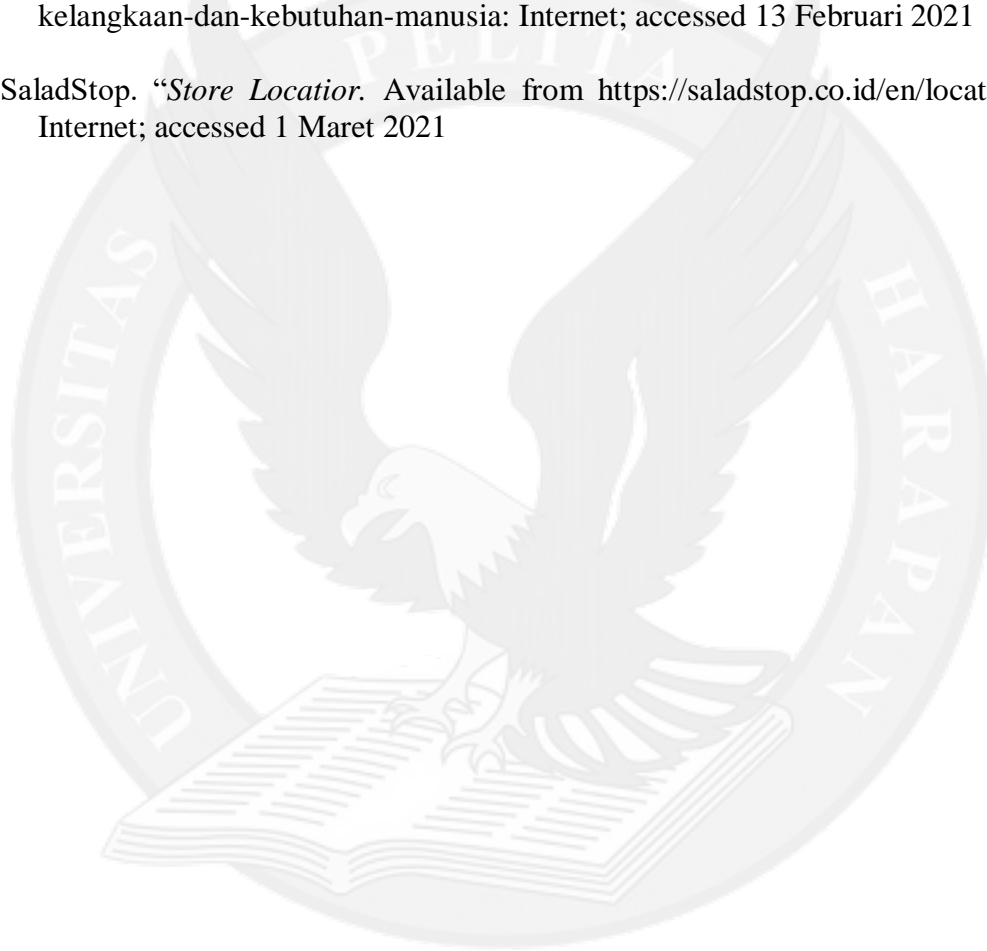 kelangkaan-dan-kebutuhan-manusia: Internet; accessed 13 Februari 2021
SaladStop. “Store Locatior. Available from https://saladstop.co.id/en/locat
Internet; accessed 1 Maret 2021
UNIVERSITAS PELITA HARAPAN